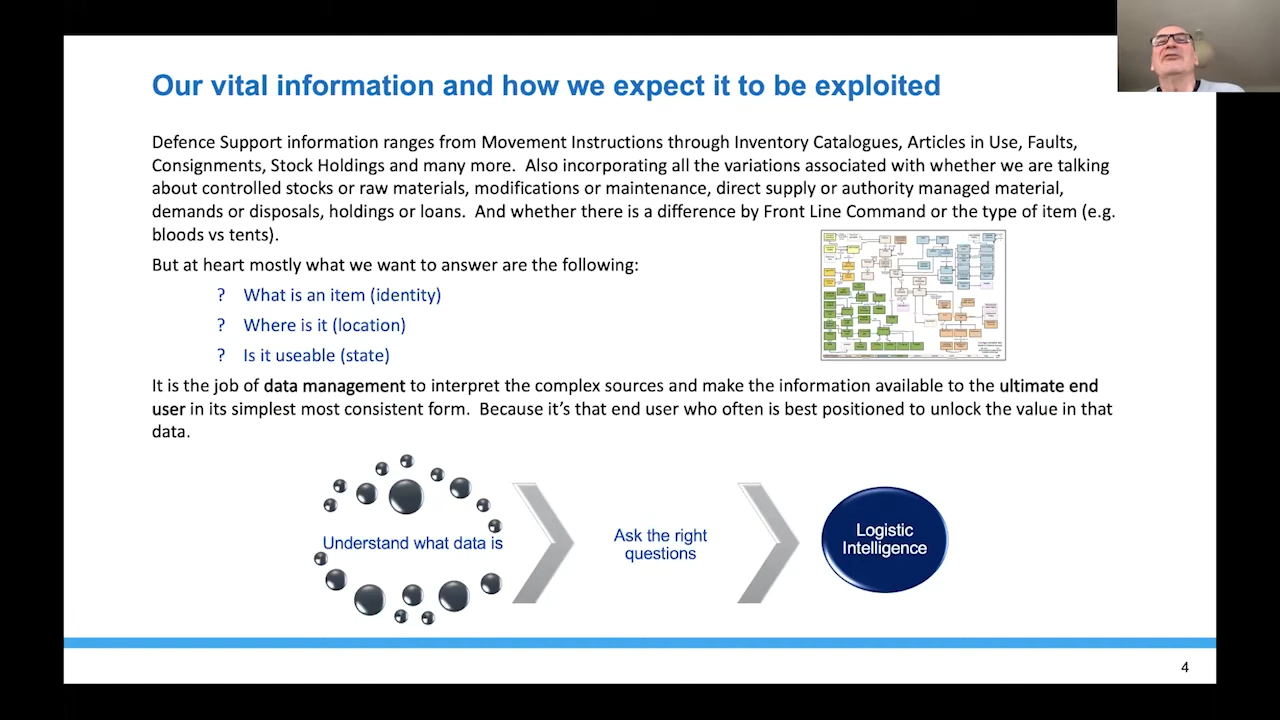 Our vital information and how we expect it to be exploited
Defence Support information ranges from Movement Instructions through Inventory Catalogues, Articles in Use, Faults,
Consignments, Stock Holdings and many more. Also incorporating all the variations associated with whether we are talking
about controlled stocks or raw materials, modifications or maintenance, direct supply or authority managed material,
demands or disposals, holdings or loans. And whether there is a difference by Front Line Command or the type of item (e.g.
bloods vs tents).
But at heart mostly what we want to answer are the following:
? What is an item (identity)
? Where is it (location)
? Is it useable (state)
It is the job of data management to interpret the complex sources and make the information available to the ultimate end
user in its simplest most consistent form. Because it’s that end user who often is best positioned to unlock the value in that
data.
Understand what data is
Ask the right
questions
Logistic
Intelligence
4